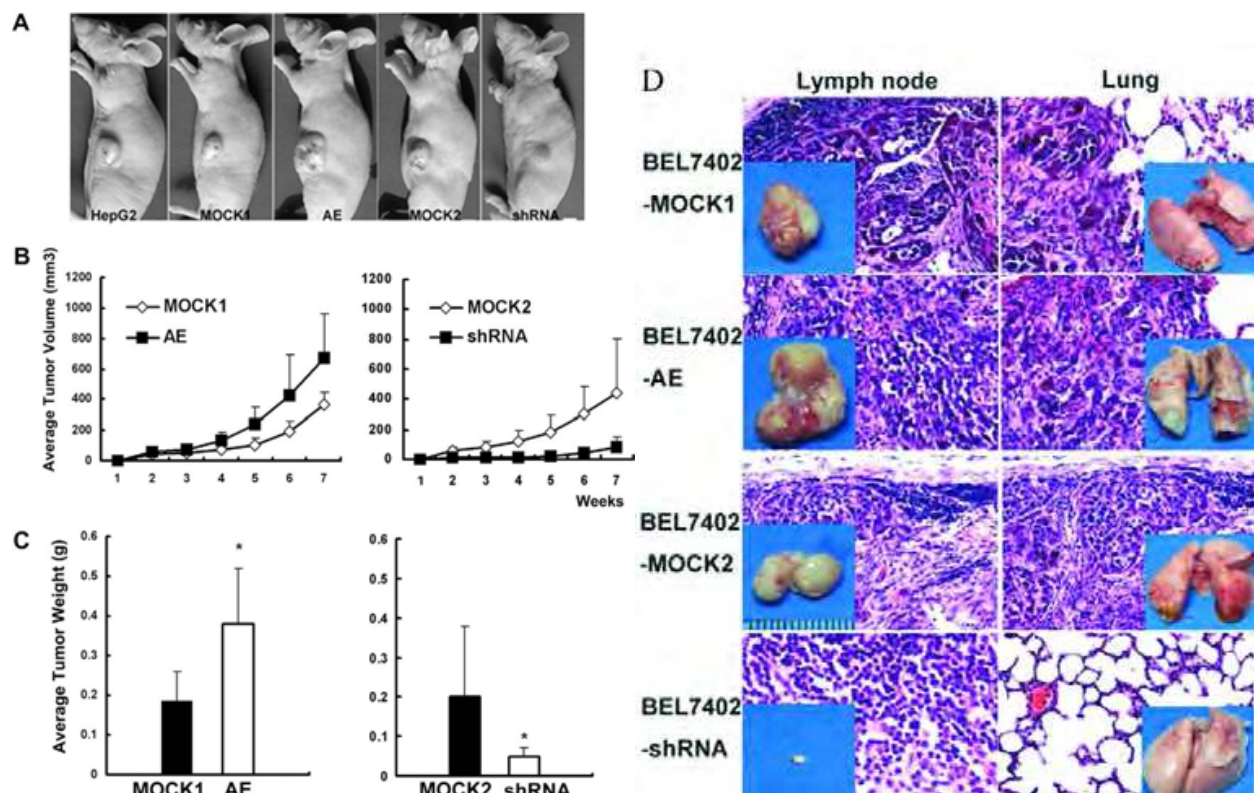 A
HepG2 MOCK1 AE MOCK2 shRNA
B
Average Tumor Volume (mm3)
1200
1000
800
600
400
200
0
MOCK1
AE
1 2 3 4 5 6 7
1200
1000
800
600
400
200
0
MOCK2
shRNA
1 2 3 4 5 6 7
Weeks
C
Average Tumor Weight (g)
0.6
0.5
0.4
0.3
0.2
0.1
0
*
MOCK1 AE
0.6
0.5
0.4
0.3
0.2
0.1
0
*
MOCK2 shRNA
D
Lymph node Lung
BEL7402
-MOCK1
BEL7402
-AE
BEL7402
-MOCK2
BEL7402
-shRNA